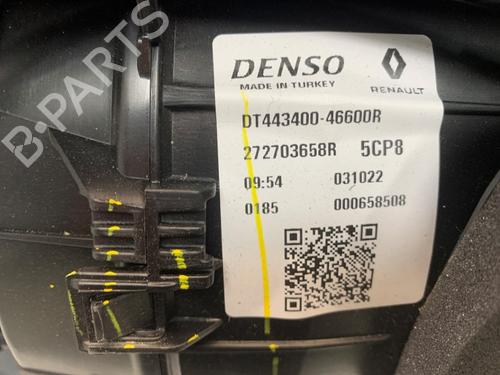 DENSO
MADE IN TURKEY
RENAULT
DT443400-46600R
272703658R 5CP8
09:54 031022
0185 000658508
B-PARTS